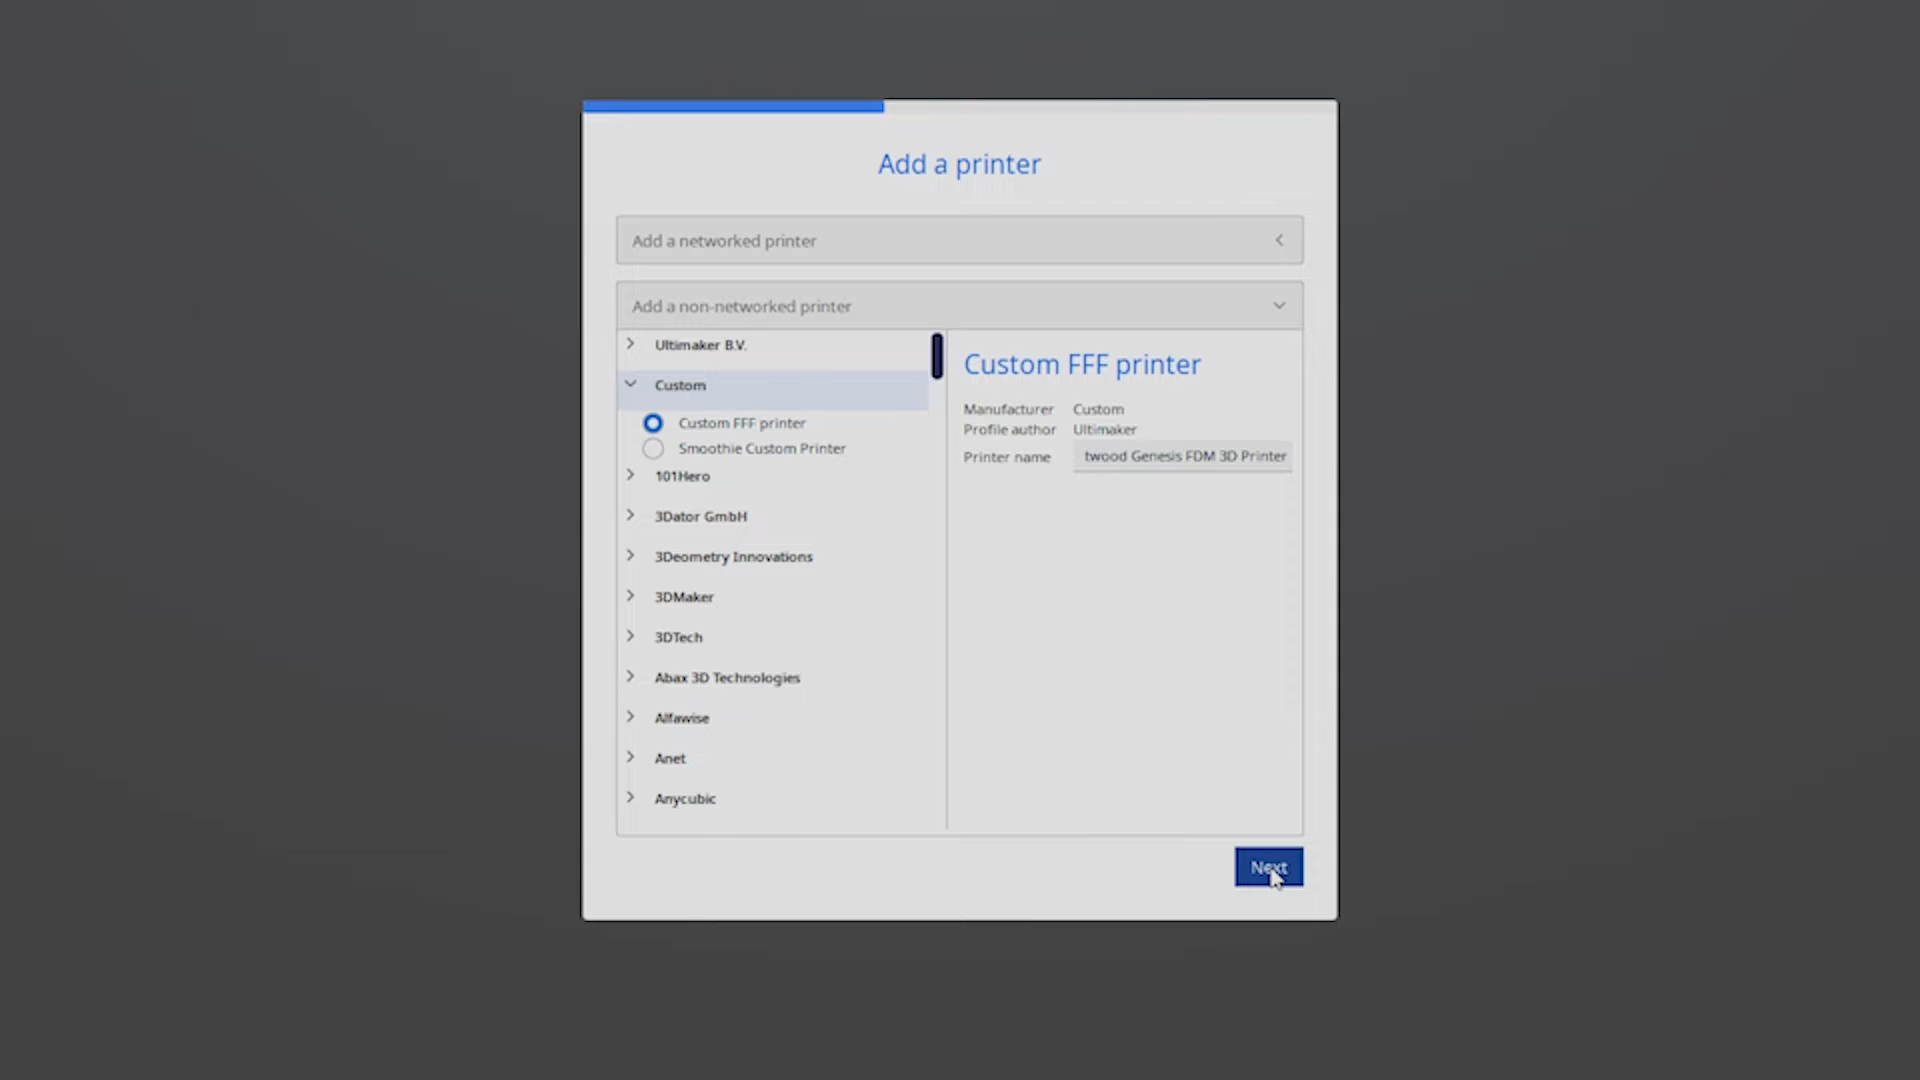 Add a printer
Add a networked printer
Add a non-networked printer
Ultimaker B.V.
Custom
Custom FFF printer
Smoothie Custom Printer
101Hero
3Dator GmbH
3Deometry Innovations
3DMaker
3DTech
Abax 3D Technologies
Alfawise
Anet
Anycubic
Custom FFF printer
Manufacturer Custom
Profile author Ultimaker
Printer name twood Genesis FDM 3D Printer
Next